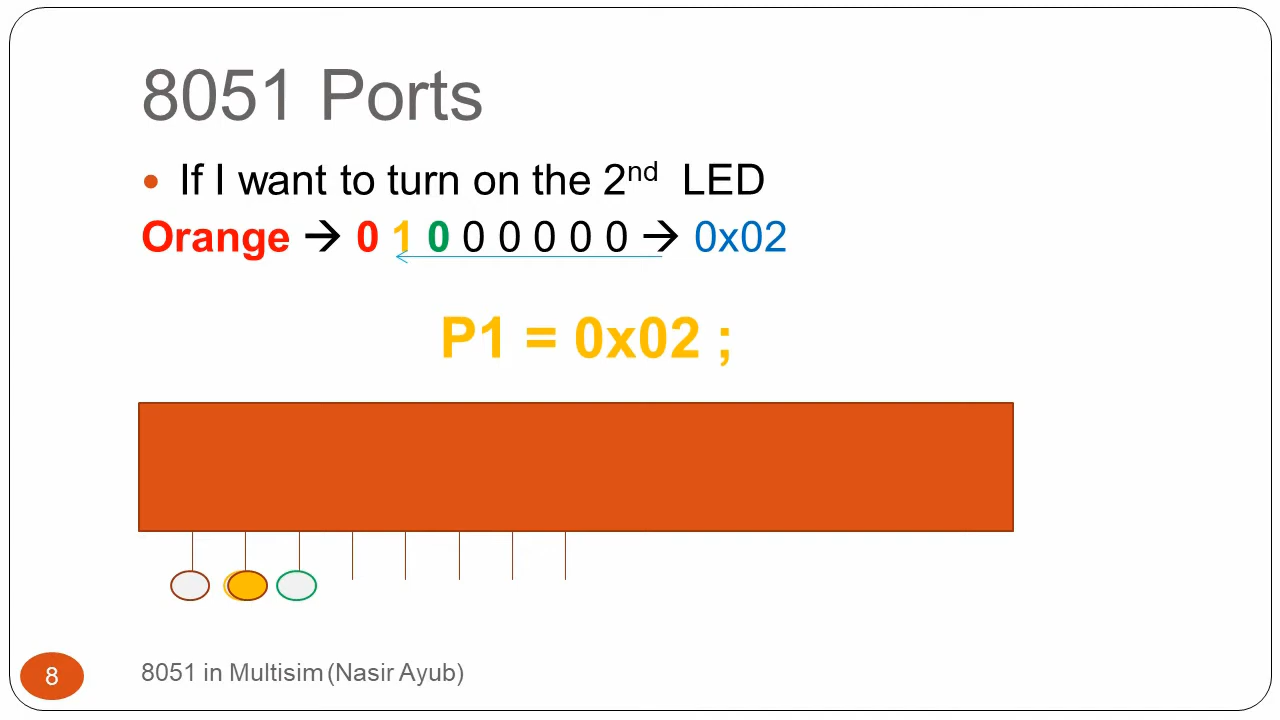 8051 Ports
• If I want to turn on the 2nd LED
Orange → 0 1 0 0 0 0 0 0 → 0x02
P1 = 0x02 ;
8 8051 in Multisim (Nasir Ayub)